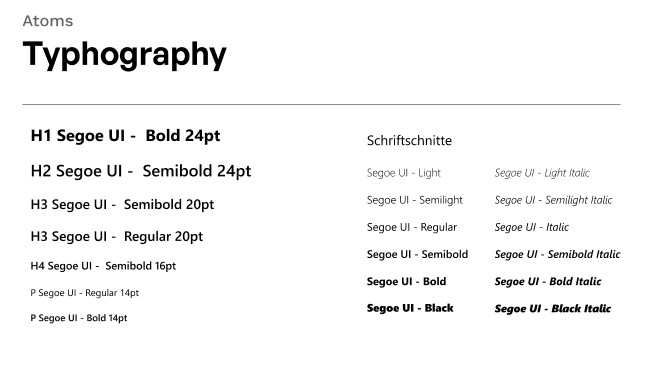 Atoms
Typhography
H1 Segoe UI - Bold 24pt
H2 Segoe UI - Semibold 24pt
H3 Segoe UI - Semibold 20pt
H3 Segoe UI - Regular 20pt
H4 Segoe UI - Semibold 16pt
P Segoe UI - Regular 14pt
P Segoe UI - Bold 14pt
Schriftschnitte
Segoe UI - Light
Segoe UI - Light Italic
Segoe UI - Semilight
Segoe UI - Semilight Italic
Segoe UI - Regular
Segoe UI - Italic
Segoe UI - Semibold
Segoe UI - Semibold Italic
Segoe UI - Bold
Segoe UI - Bold Italic
Segoe UI - Black
Segoe UI - Black Italic